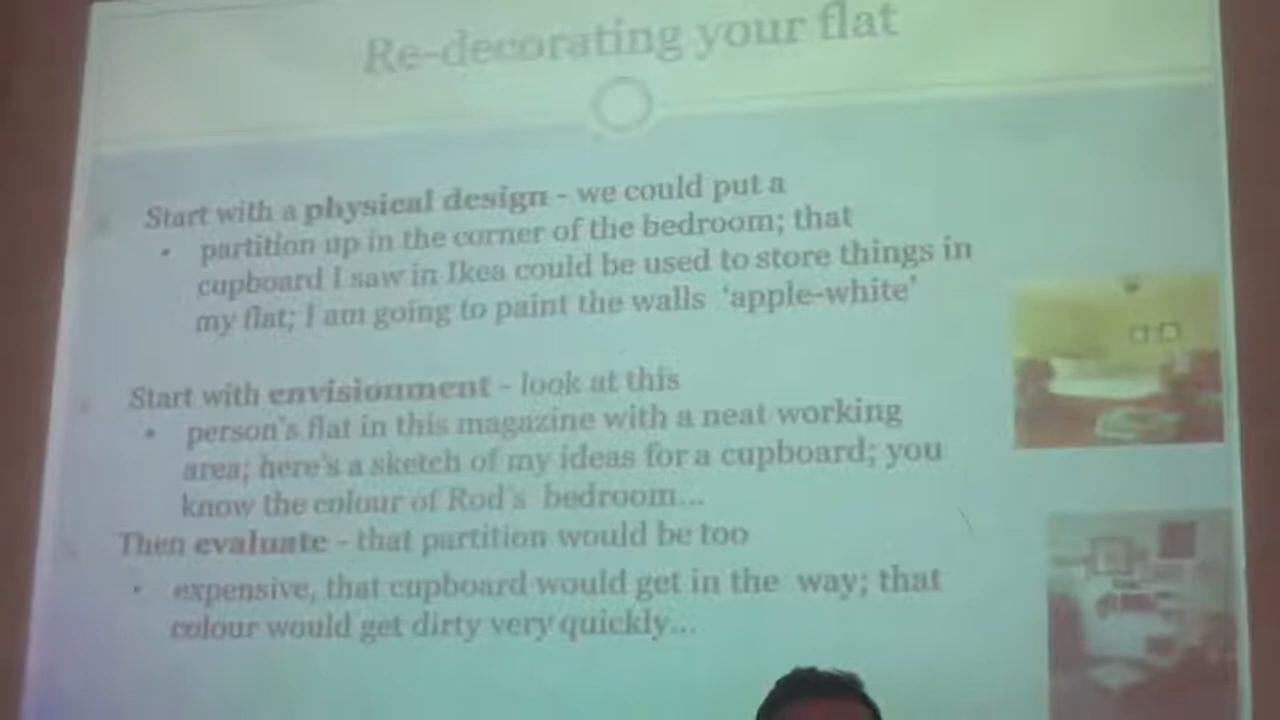 Re-decorating your flat
Start with a physical design - we could put a
• partition up in the corner of the bedroom; that
cupboard I saw in Ikea could be used to store things in
my flat; I am going to paint the walls 'apple-white'
Start with envisionment - look at this
• person's flat in this magazine with a neat working
area; here's a sketch of my ideas for a cupboard; you
know the colour of Rod's bedroom...
Then evaluate - that partition would be too
• expensive, that cupboard would get in the way; that
colour would get dirty very quickly...